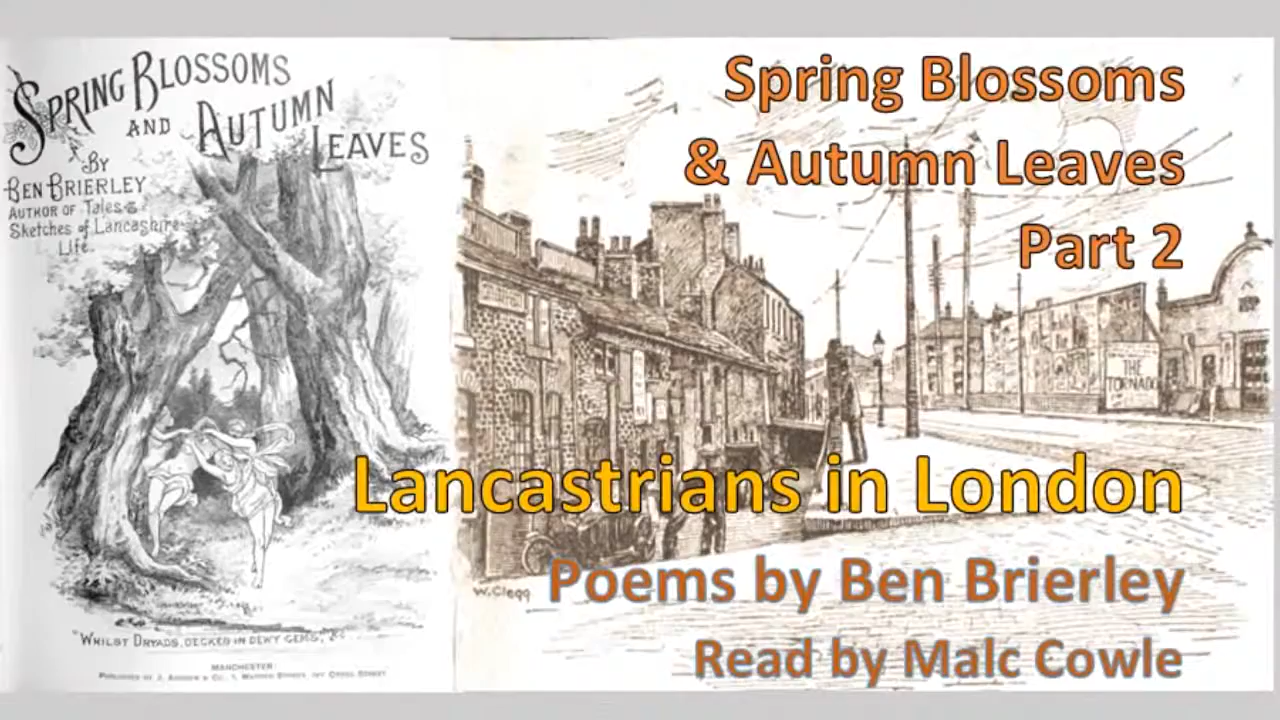 SPRING BLOSSOMS
AND AUTUMN
LEAVES
BY
BEN BRIERLEY
AUTHOR OF Tales &
Sketches of Lancashire
Life.
"WHILST DRYADS, DECKED IN DEWY GEMS," &c
MANCHESTER:
Spring Blossoms
& Autumn Leaves
Part 2
THE
TORNADO
Lancastrians in London
W. Clegg
Poems by Ben Brierley
Read by Malc Cowle